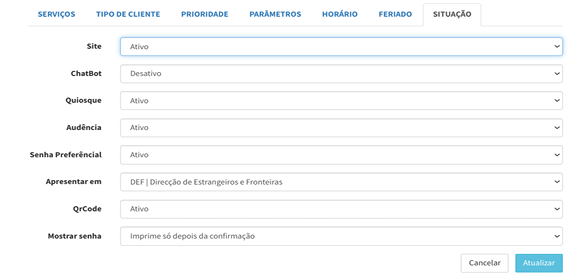 SERVIÇOS TIPO DE CLIENTE PRIORIDADE PARÂMETROS HORÁRIO FERIADO SITUAÇÃO
Site Ativo
ChatBot Desativo
Quiosque Ativo
Audência Ativo
Senha Preferêncial Ativo
Apresentar em DEF | Direcção de Estrangeiros e Fronteiras
QrCode Ativo
Mostrar senha Imprime só depois da confirmação
Cancelar Atualizar